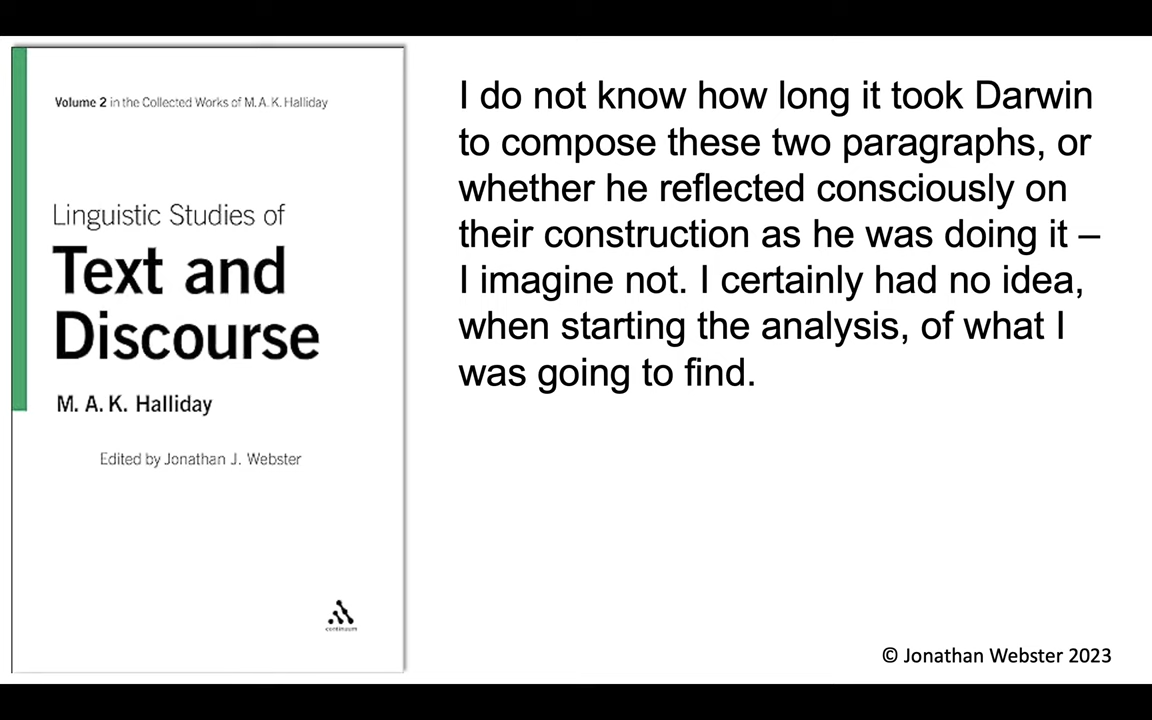 Volume 2 in the Collected Works of M. A. K. Halliday
Linguistic Studies of
Text and
Discourse
M. A. K. Halliday
Edited by Jonathan J. Webster
continuum
I do not know how long it took Darwin
to compose these two paragraphs, or
whether he reflected consciously on
their construction as he was doing it –
I imagine not. I certainly had no idea,
when starting the analysis, of what I
was going to find.
© Jonathan Webster 2023